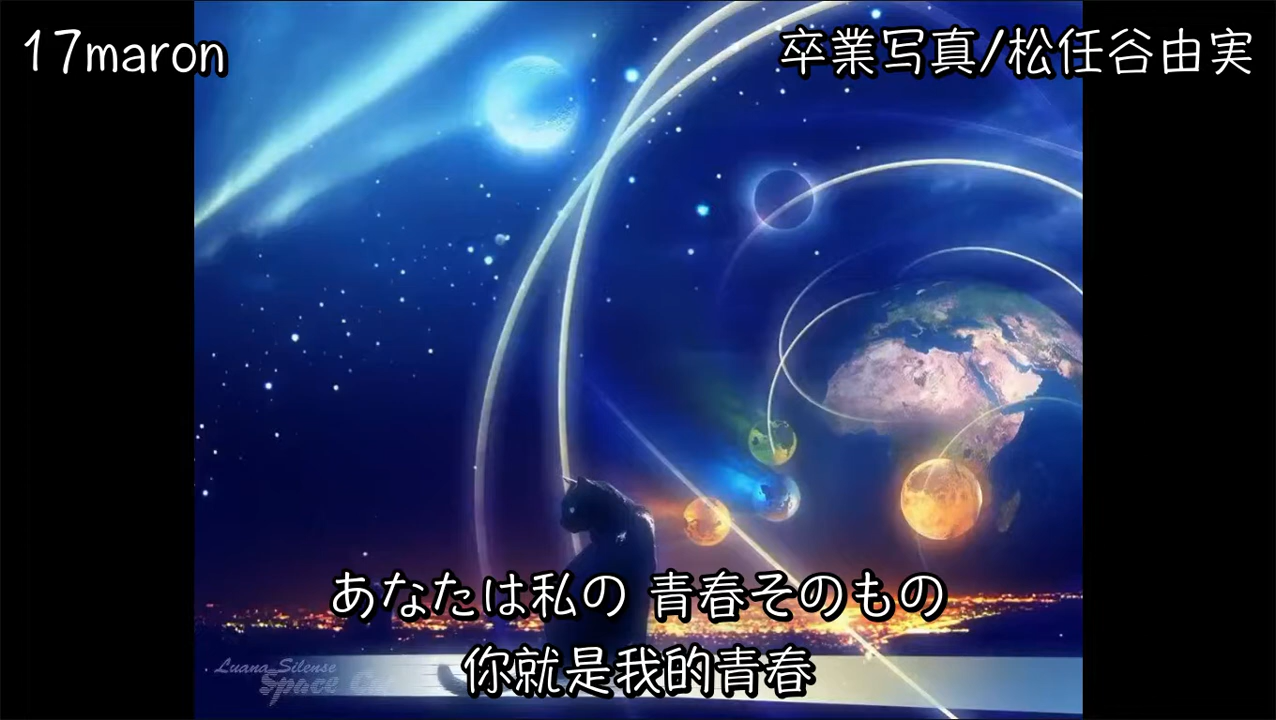 17maron
卒業写真/松任谷由実
あなたは私の 青春そのもの
你就是我的青春
Luana Silense
Space